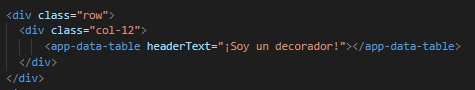 <div class="row">
<div class="col-12">
<app-data-table headerText="¡Soy un decorador!"></app-data-table>
</div>
</div>